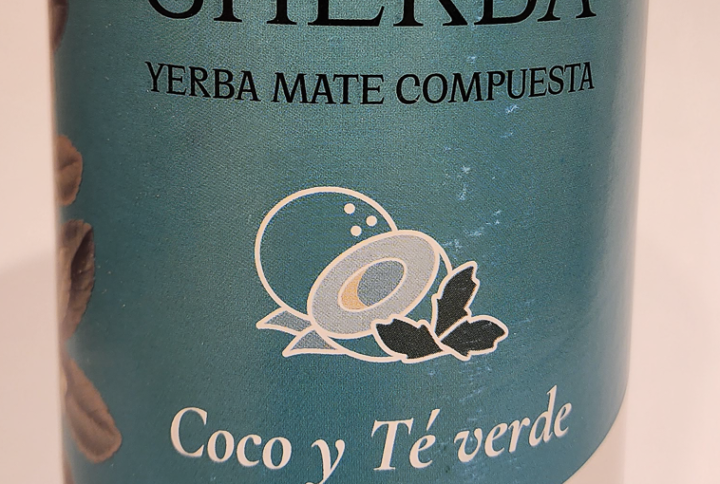 YERBA MATE COMPUESTA
Coco y Té verde